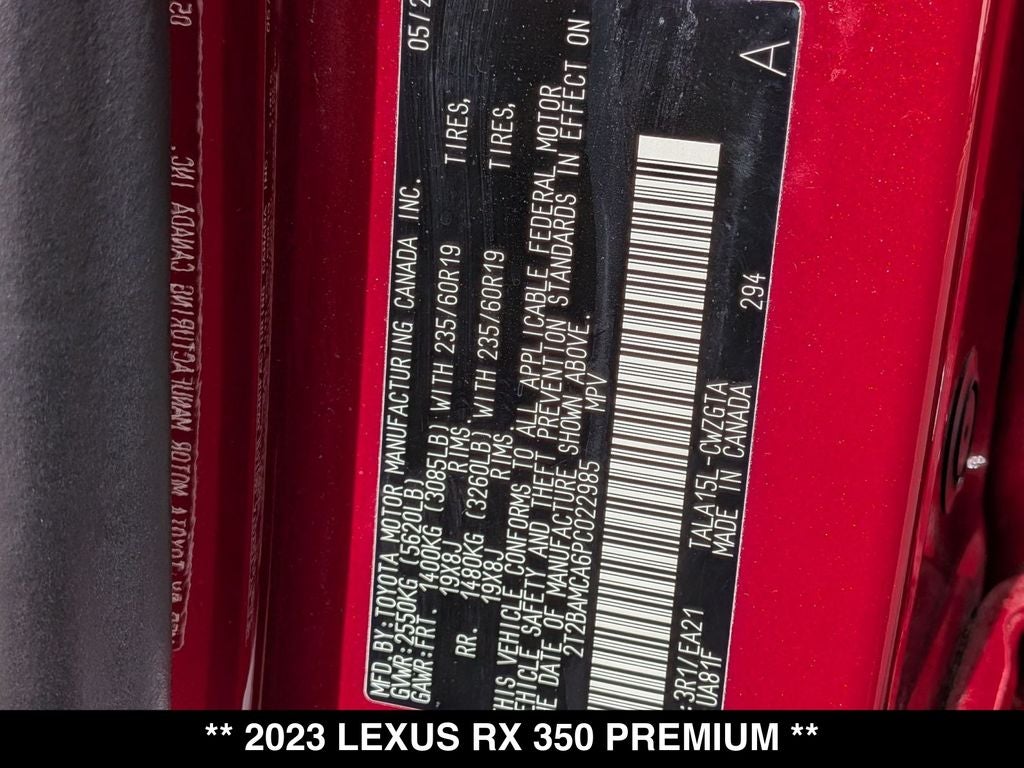 MFD.BY:TOYOTA MOTOR MANUFACTURING CANADA INC. 05/2
GVWR:2550KG (5620LB)
GAWR:FRT. 1400KG (3085LB) WITH 235/60R19 TIRES,
19X8J RIMS,
RR. 1480KG (3260LB) WITH 235/60R19 TIRES,
19X8J RIMS.
HIS VEHICLE CONFORMS TO ALL APPLICABLE FEDERAL MOTOR
EHICLE SAFETY AND THEFT PREVENTION STANDARDS IN EFFECT ON
E DATE OF MANUFACTURE SHOWN ABOVE.
2T2BAMCA6PC022985 MPV
:3R1/EA21 TALA15L-CWZGTA 294
UA81F MADE IN CANADA
A
** 2023 LEXUS RX 350 PREMIUM **